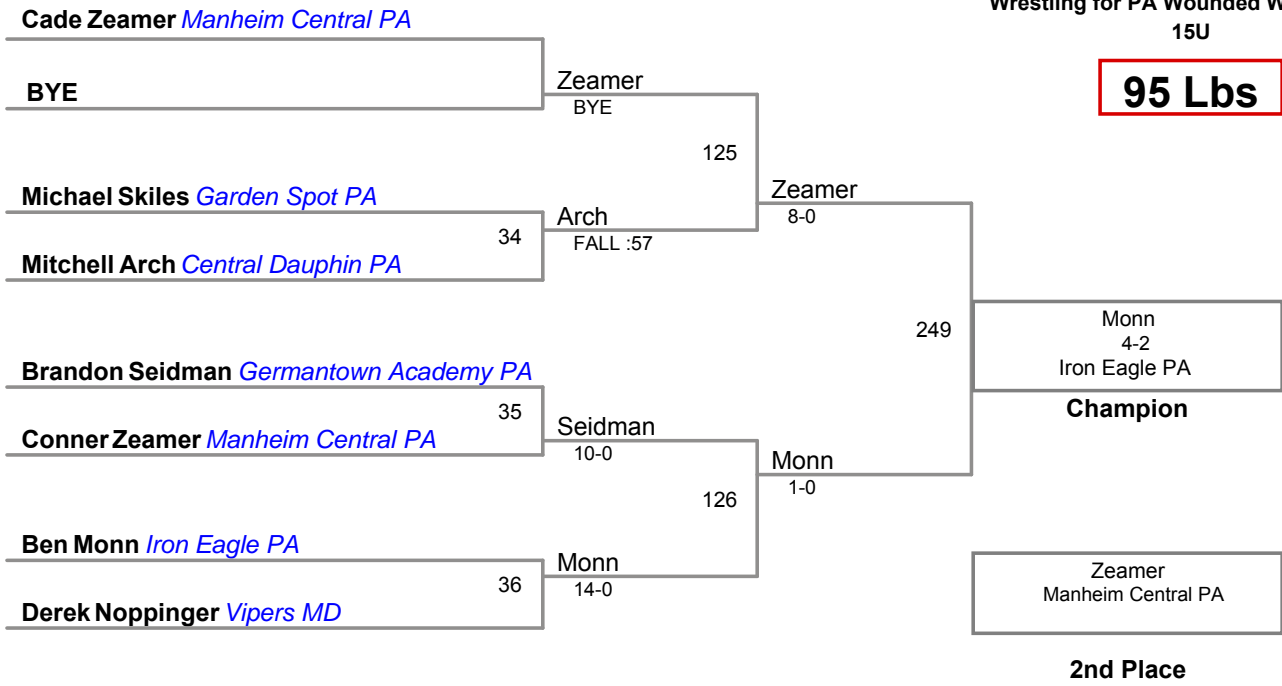 Wrestling for PA Wounded
15U
95 Lbs
Cade Zeamer Manheim Central PA
BYE
Zeamer
BYE
125
Michael Skiles Garden Spot PA
34
Mitchell Arch Central Dauphin PA
Arch
FALL :57
Zeamer
8-0
249
Brandon Seidman Germantown Academy PA
35
Conner Zeamer Manheim Central PA
Seidman
10-0
126
Monn
1-0
Ben Monn Iron Eagle PA
36
Derek Noppinger Vipers MD
Monn
14-0
Monn
4-2
Iron Eagle PA
Champion
Zeamer
Manheim Central PA
2nd Place